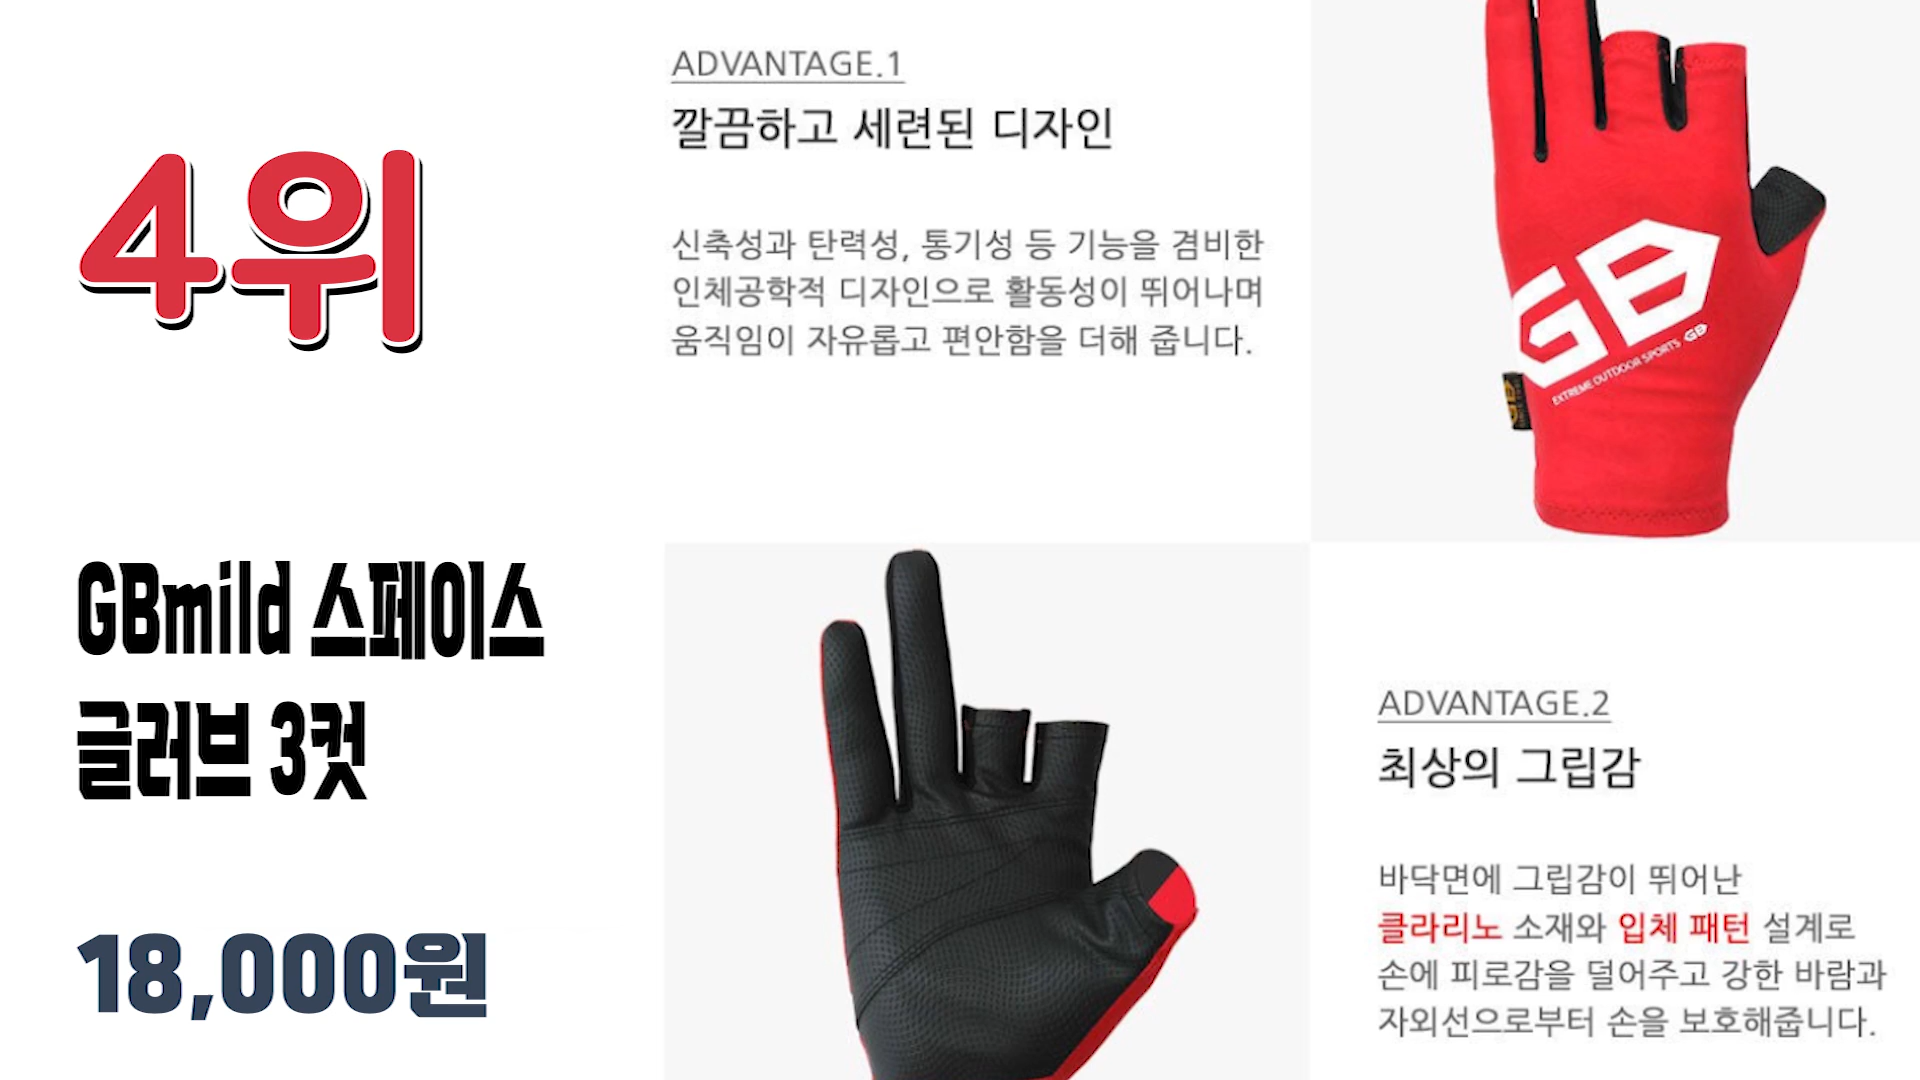 4위
GBmild 스페이스
글러브 3컷
18,000원
ADVANTAGE.1
깔끔하고 세련된 디자인
신축성과 탄력성, 통기성 등 기능을 겸비한
인체공학적 디자인으로 활동성이 뛰어나며
움직임이 자유롭고 편안함을 더해 줍니다.
GB
EXTREME OUTDOOR SPORTS GB
ADVANTAGE.2
최상의 그립감
바닥면에 그립감이 뛰어난
클라리노 소재와 입체 패턴 설계로
손에 피로감을 덜어주고 강한 바람과
자외선으로부터 손을 보호해줍니다.